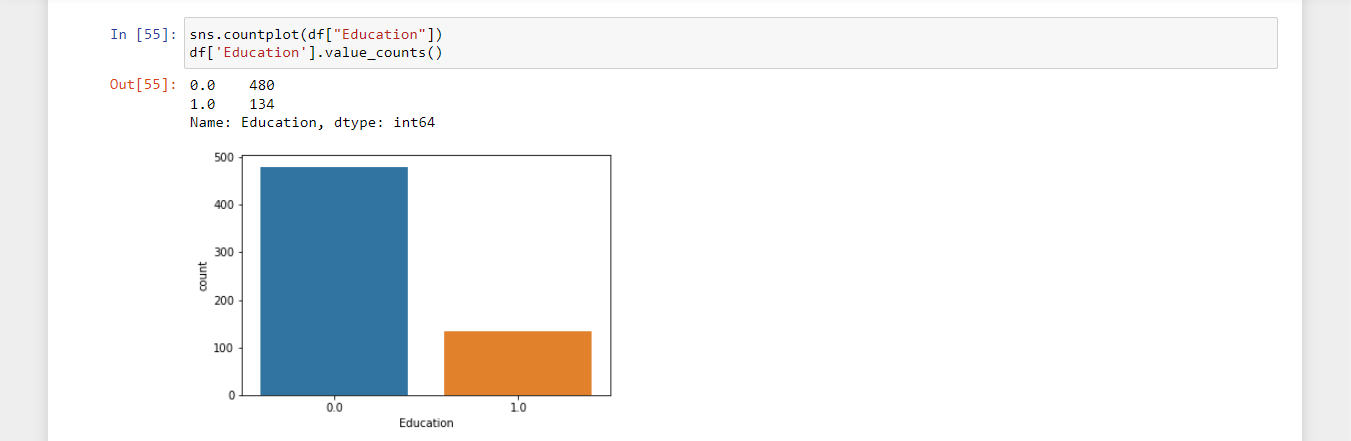 In [55]: sns.countplot(df["Education"])
df['Education'].value_counts()
Out[55]: 0.0    480
1.0    134
Name: Education, dtype: int64
500
400
300
200
100
0
count
0.0 1.0
Education